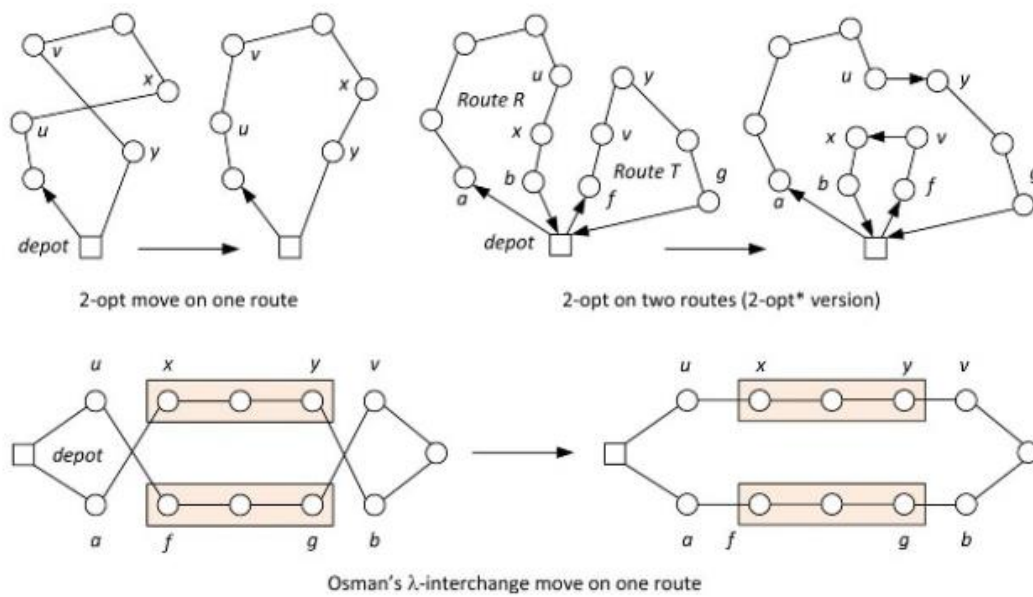 v
x
u
y
depot
v
x
u
y
2-opt move on one route
u
y
Route R
x
v
Route T
b
f
g
a
depot
u
y
x
v
b
f
g
a
2-opt on two routes (2-opt* version)
u x y v
depot
a f g b
u x y v
a f g b
Osman's λ-interchange move on one route